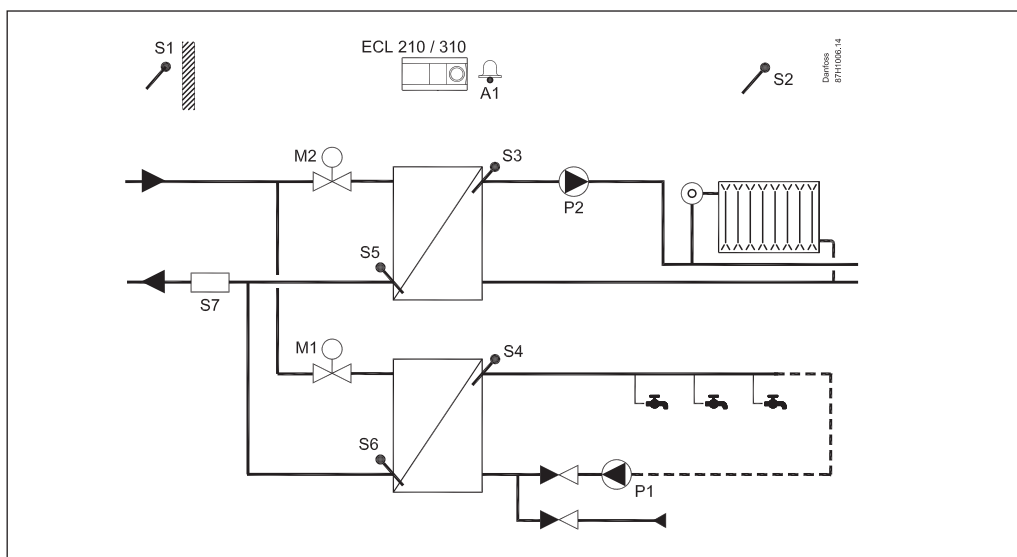 S1
ECL 210 / 310
A1
S2
Danfoss
87H1006.14
M2
S3
P2
S5
S7
M1
S4
S6
P1